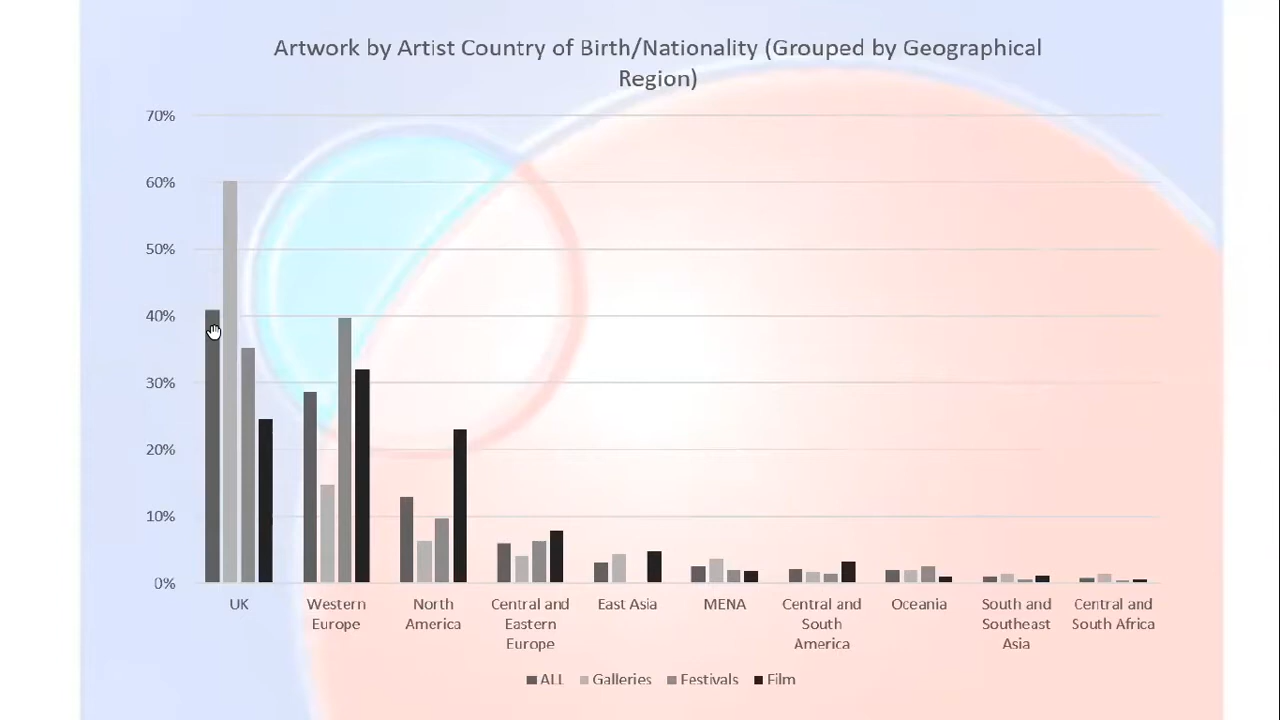 Artwork by Artist Country of Birth/Nationality (Grouped by Geographical
Region)
70%
60%
50%
40%
30%
20%
10%
0%
UK
Western
Europe
North
America
Central and
Eastern
Europe
East Asia
MENA
Central and
South
America
Oceania
South and
Southeast
Asia
Central and
South Africa
ALL Galleries Festivals Film